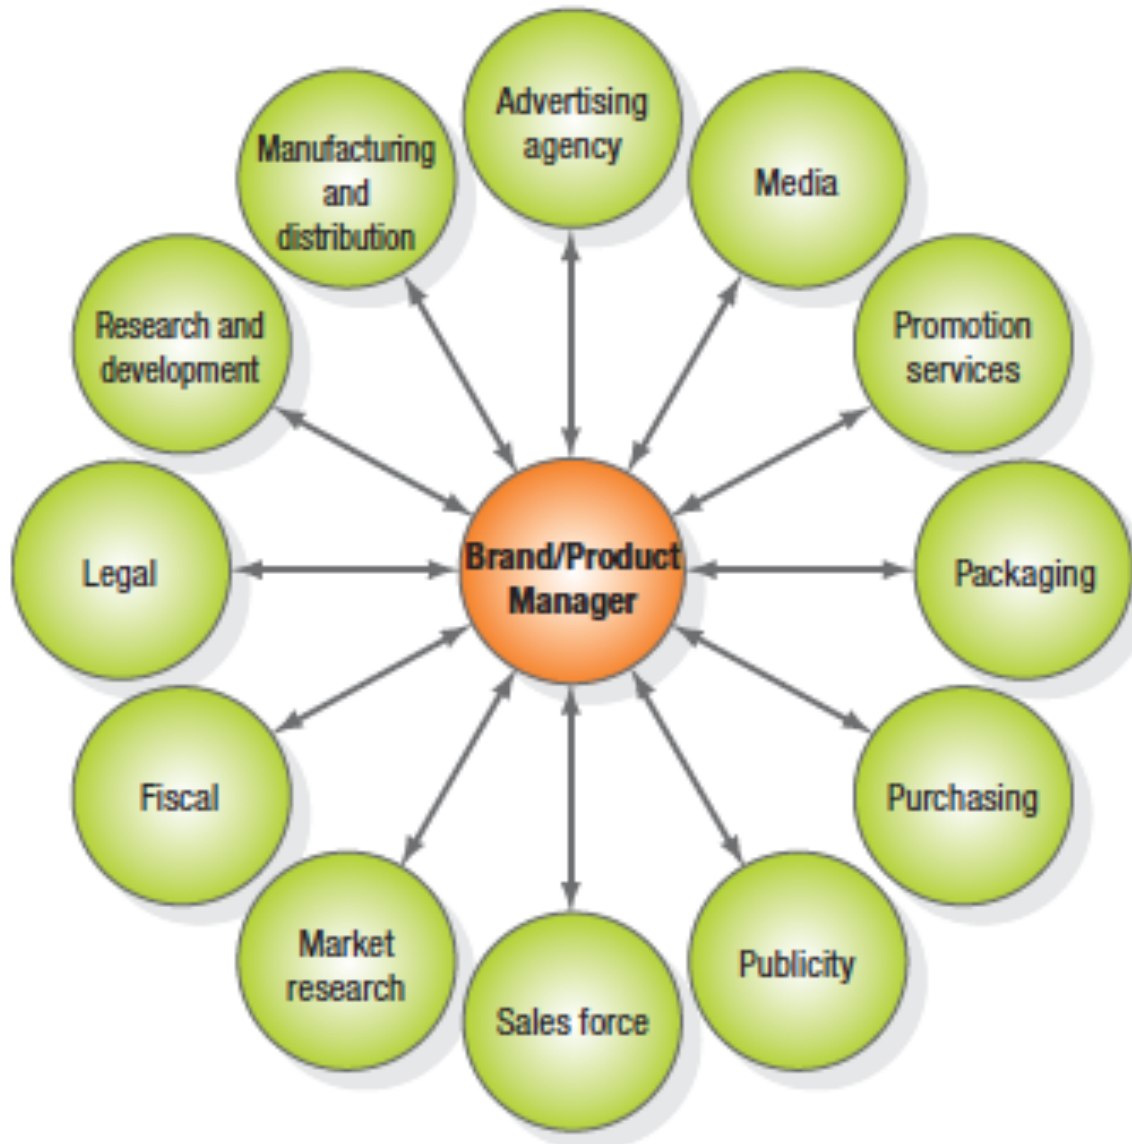 Advertising
agency
Media
Promotion
services
Packaging
Purchasing
Publicity
Sales force
Market
research
Fiscal
Legal
Research and
development
Manufacturing
and
distribution
Brand/Product
Manager